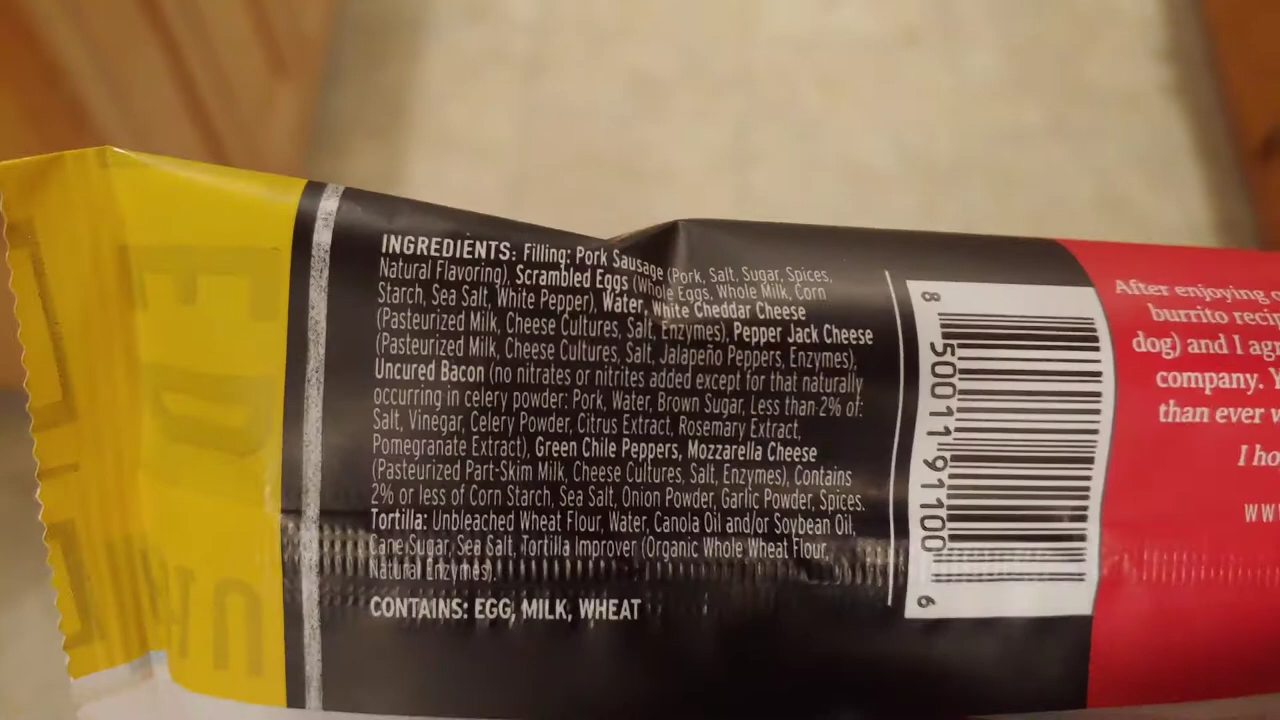 INGREDIENTS: Filling: Pork Sausage (Pork, Salt, Sugar, Spices,
Natural Flavoring), Scrambled Eggs (Whole Eggs, Whole Milk, Corn
Starch, Sea Salt, White Pepper), Water, White Cheddar Cheese
(Pasteurized Milk, Cheese Cultures, Salt, Enzymes), Pepper Jack Cheese
(Pasteurized Milk, Cheese Cultures, Salt, Jalapeño Peppers, Enzymes),
Uncured Bacon (no nitrates or nitrites added except for that naturally
occurring in celery powder: Pork, Water, Brown Sugar, Less than 2% of:
Salt, Vinegar, Celery Powder, Citrus Extract, Rosemary Extract,
Pomegranate Extract), Green Chile Peppers, Mozzarella Cheese
(Pasteurized Part-Skim Milk, Cheese Cultures, Salt, Enzymes), Contains
2% or less of Corn Starch, Sea Salt, Onion Powder, Garlic Powder, Spices.
Tortilla: Unbleached Wheat Flour, Water, Canola Oil and/or Soybean Oil,
Cane Sugar, Sea Salt, Tortilla Improver (Organic Whole Wheat Flour,
Natural Enzymes).
CONTAINS: EGG, MILK, WHEAT
8 50011 91100 6
After enjoying
burrito
dog) and I
company.
than ever
I